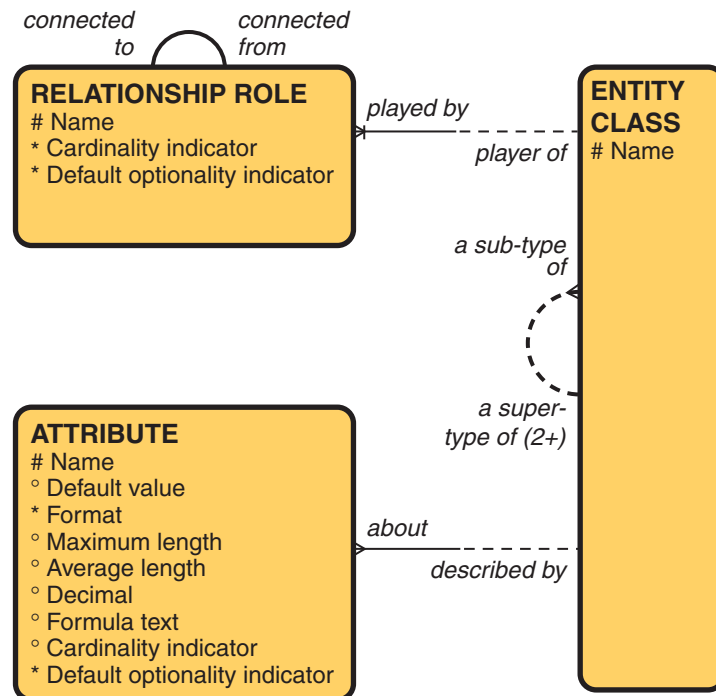 connected
to
connected
from
RELATIONSHIP ROLE
# Name
* Cardinality indicator
* Default optionality indicator
played by
player of
ENTITY
CLASS
# Name
a sub-type
of
a super-
type of (2+)
ATTRIBUTE
# Name
° Default value
* Format
° Maximum length
° Average length
° Decimal
° Formula text
° Cardinality indicator
* Default optionality indicator
about
described by